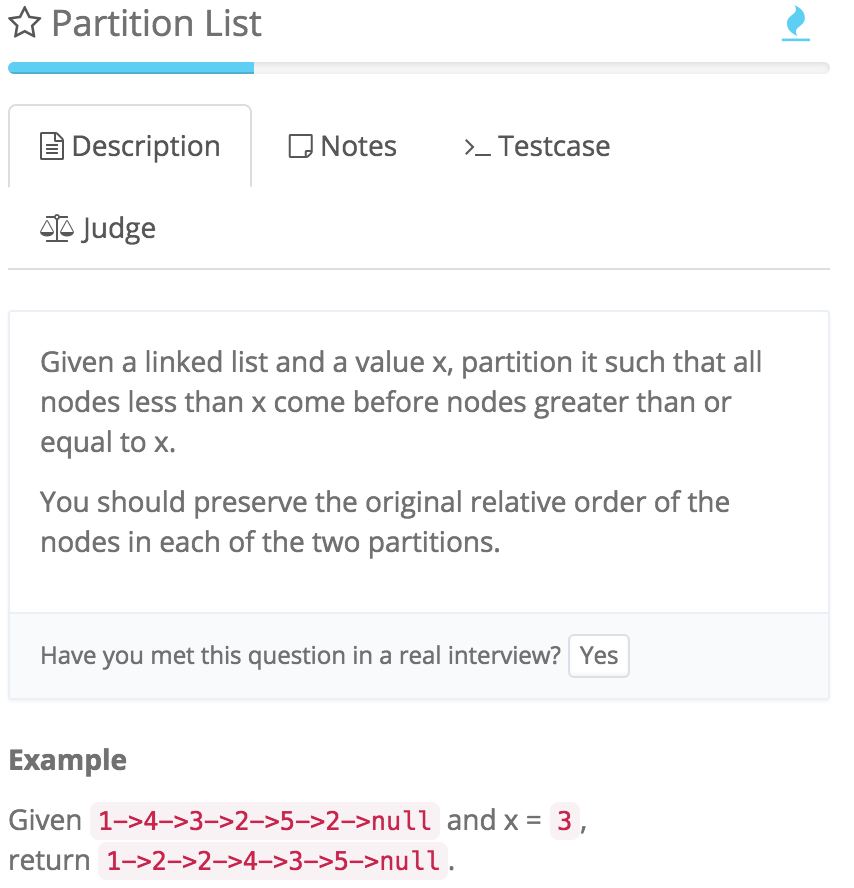 Partition List
Description Notes >_ Testcase
Judge
Given a linked list and a value x, partition it such that all
nodes less than x come before nodes greater than or
equal to x.
You should preserve the original relative order of the
nodes in each of the two partitions.
Have you met this question in a real interview? Yes
Example
Given 1->4->3->2->5->2->null and x = 3,
return 1->2->2->4->3->5->null.